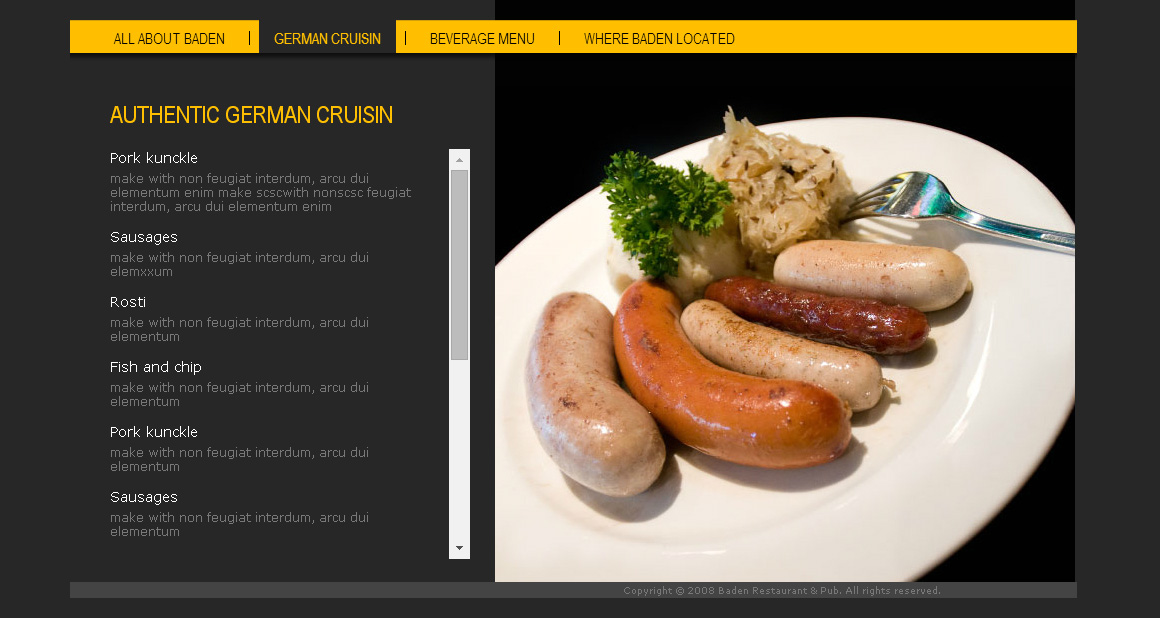 ALL ABOUT BADEN | GERMAN CRUISIN | BEVERAGE MENU | WHERE BADEN LOCATED
AUTHENTIC GERMAN CRUISIN
Pork kunckle
make with non feugiat interdum, arcu dui
elementum enim make scscwith nonscsc feugiat
interdum, arcu dui elementum enim
Sausages
make with non feugiat interdum, arcu dui
elemxxum
Rosti
make with non feugiat interdum, arcu dui
elementum
Fish and chip
make with non feugiat interdum, arcu dui
elementum
Pork kunckle
make with non feugiat interdum, arcu dui
elementum
Sausages
make with non feugiat interdum, arcu dui
elementum
Copyright © 2008 Baden Restaurant & Pub. All rights reserved.